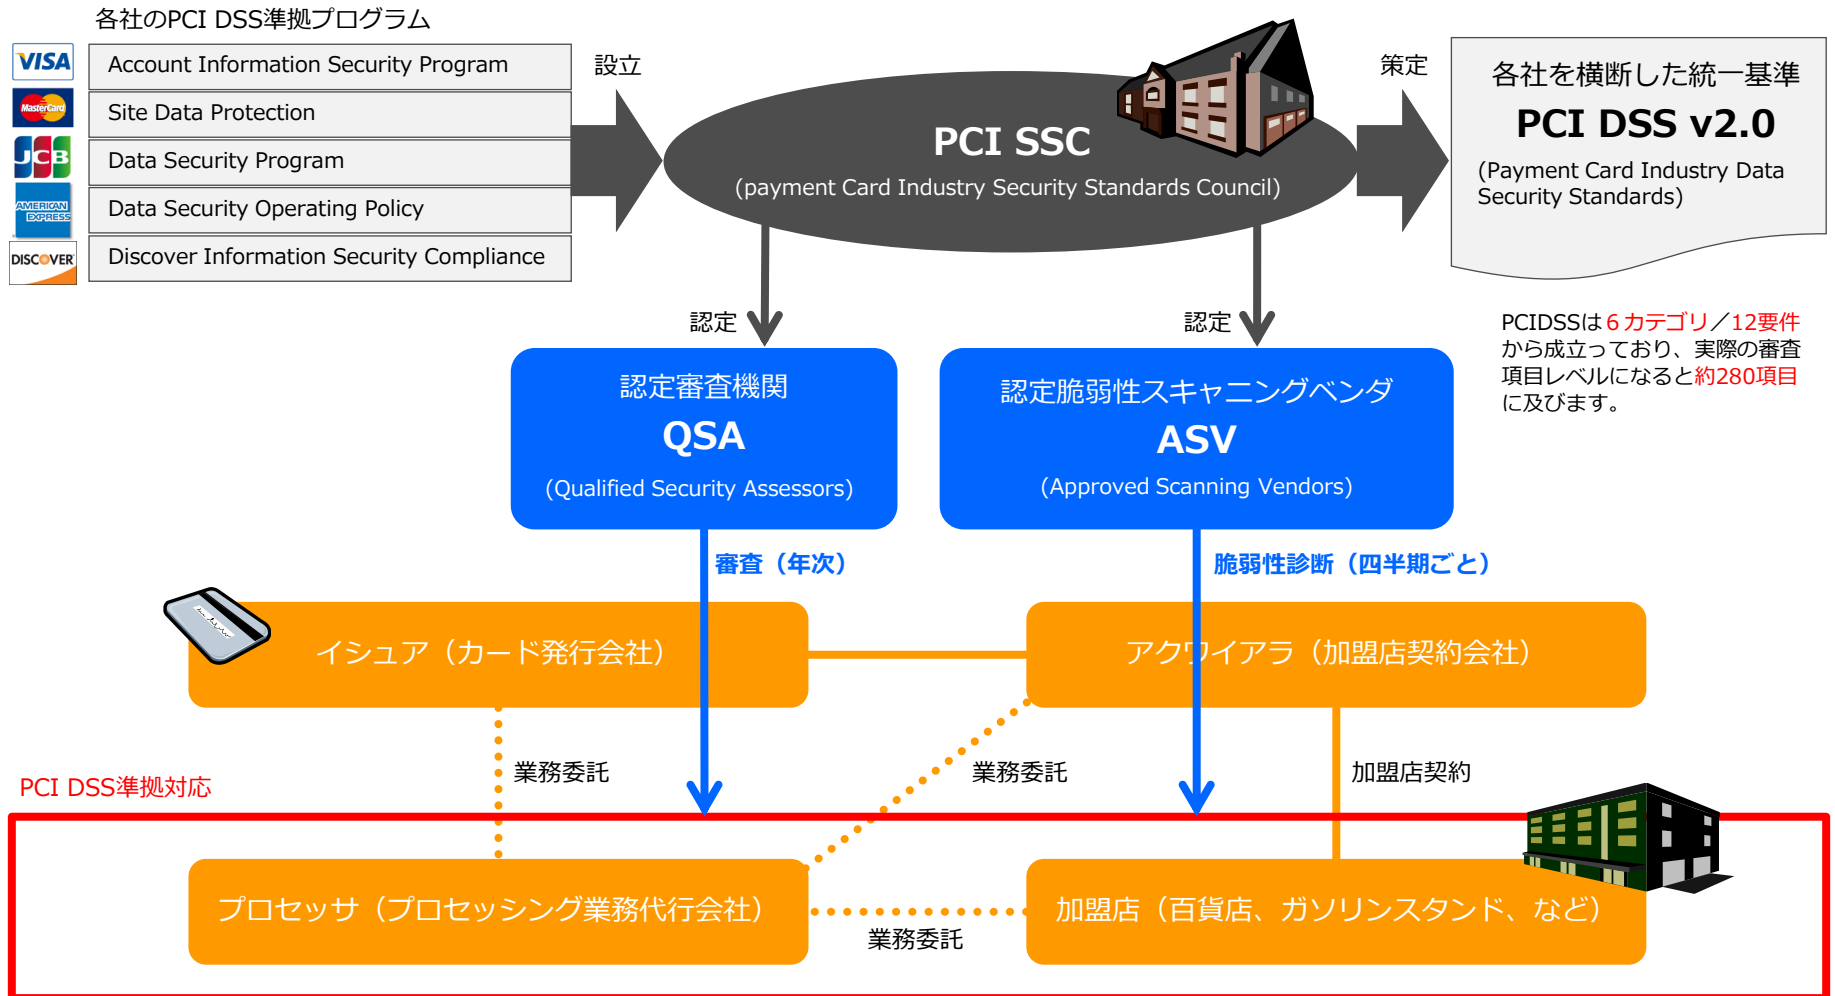 各社のPCI DSS準拠プログラム
VISA
Account Information Security Program
MasterCard
Site Data Protection
JCB
Data Security Program
AMERICAN
EXPRESS
Data Security Operating Policy
DISCOVER
Discover Information Security Compliance
設立
PCI SSC
(payment Card Industry Security Standards Council)
策定
各社を横断した統一基準
PCI DSS v2.0
(Payment Card Industry Data
Security Standards)
PCIDSSは６カテゴリ／12要件
から成立っており、実際の審査
項目レベルになると約280項目
に及びます。
認定
認定
認定審査機関
QSA
(Qualified Security Assessors)
認定脆弱性スキャニングベンダ
ASV
(Approved Scanning Vendors)
審査（年次）
脆弱性診断（四半期ごと）
イシュア（カード発行会社）
アクワイアラ（加盟店契約会社）
業務委託
業務委託
加盟店契約
PCI DSS準拠対応
プロセッサ（プロセッシング業務代行会社）
業務委託
加盟店（百貨店、ガソリンスタンド、など）